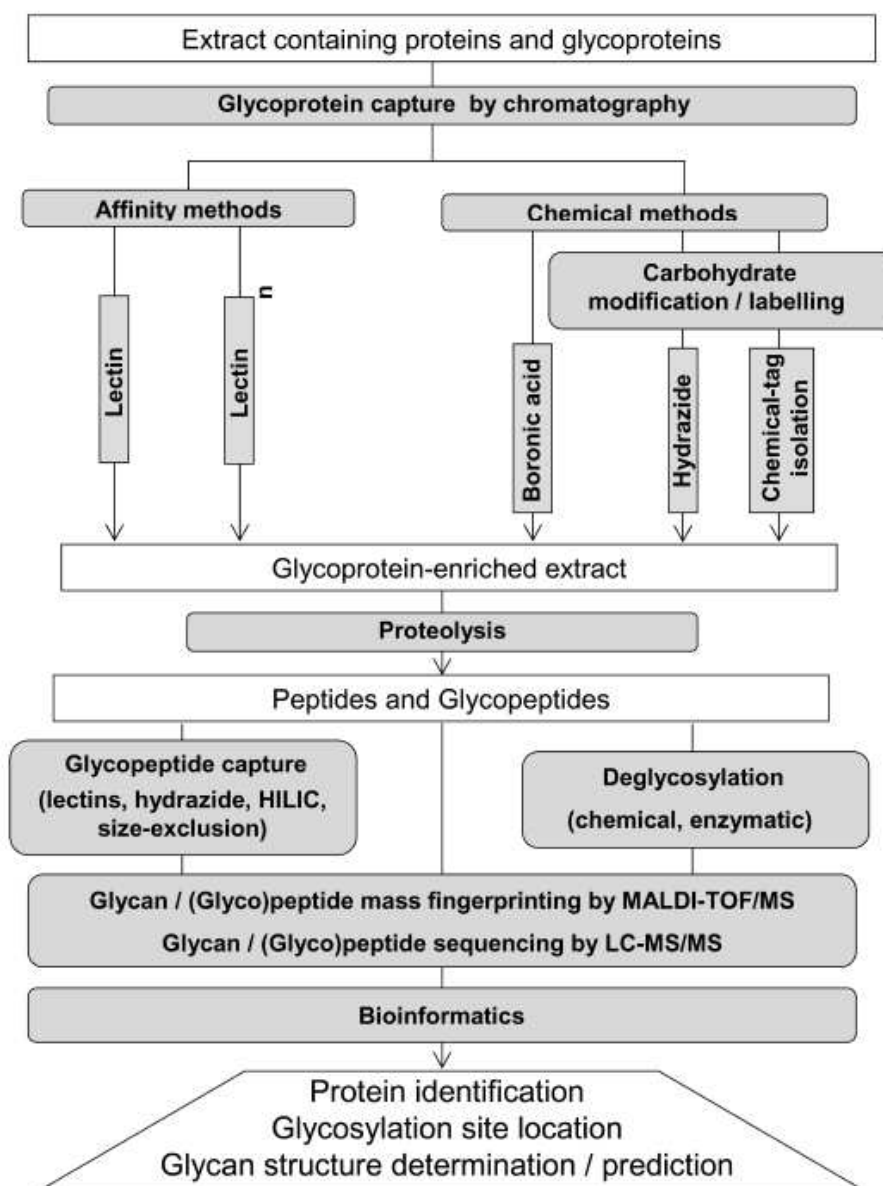 Extract containing proteins and glycoproteins
Glycoprotein capture by chromatography
Affinity methods
Chemical methods
Carbohydrate
modification / labelling
Lectin
Lectin
n
Boronic acid
Hydrazide
Chemical-tag
isolation
Glycoprotein-enriched extract
Proteolysis
Peptides and Glycopeptides
Glycopeptide capture
(lectins, hydrazide, HILIC,
size-exclusion)
Deglycosylation
(chemical, enzymatic)
Glycan / (Glyco)peptide mass fingerprinting by MALDI-TOF/MS
Glycan / (Glyco)peptide sequencing by LC-MS/MS
Bioinformatics
Protein identification
Glycosylation site location
Glycan structure determination / prediction